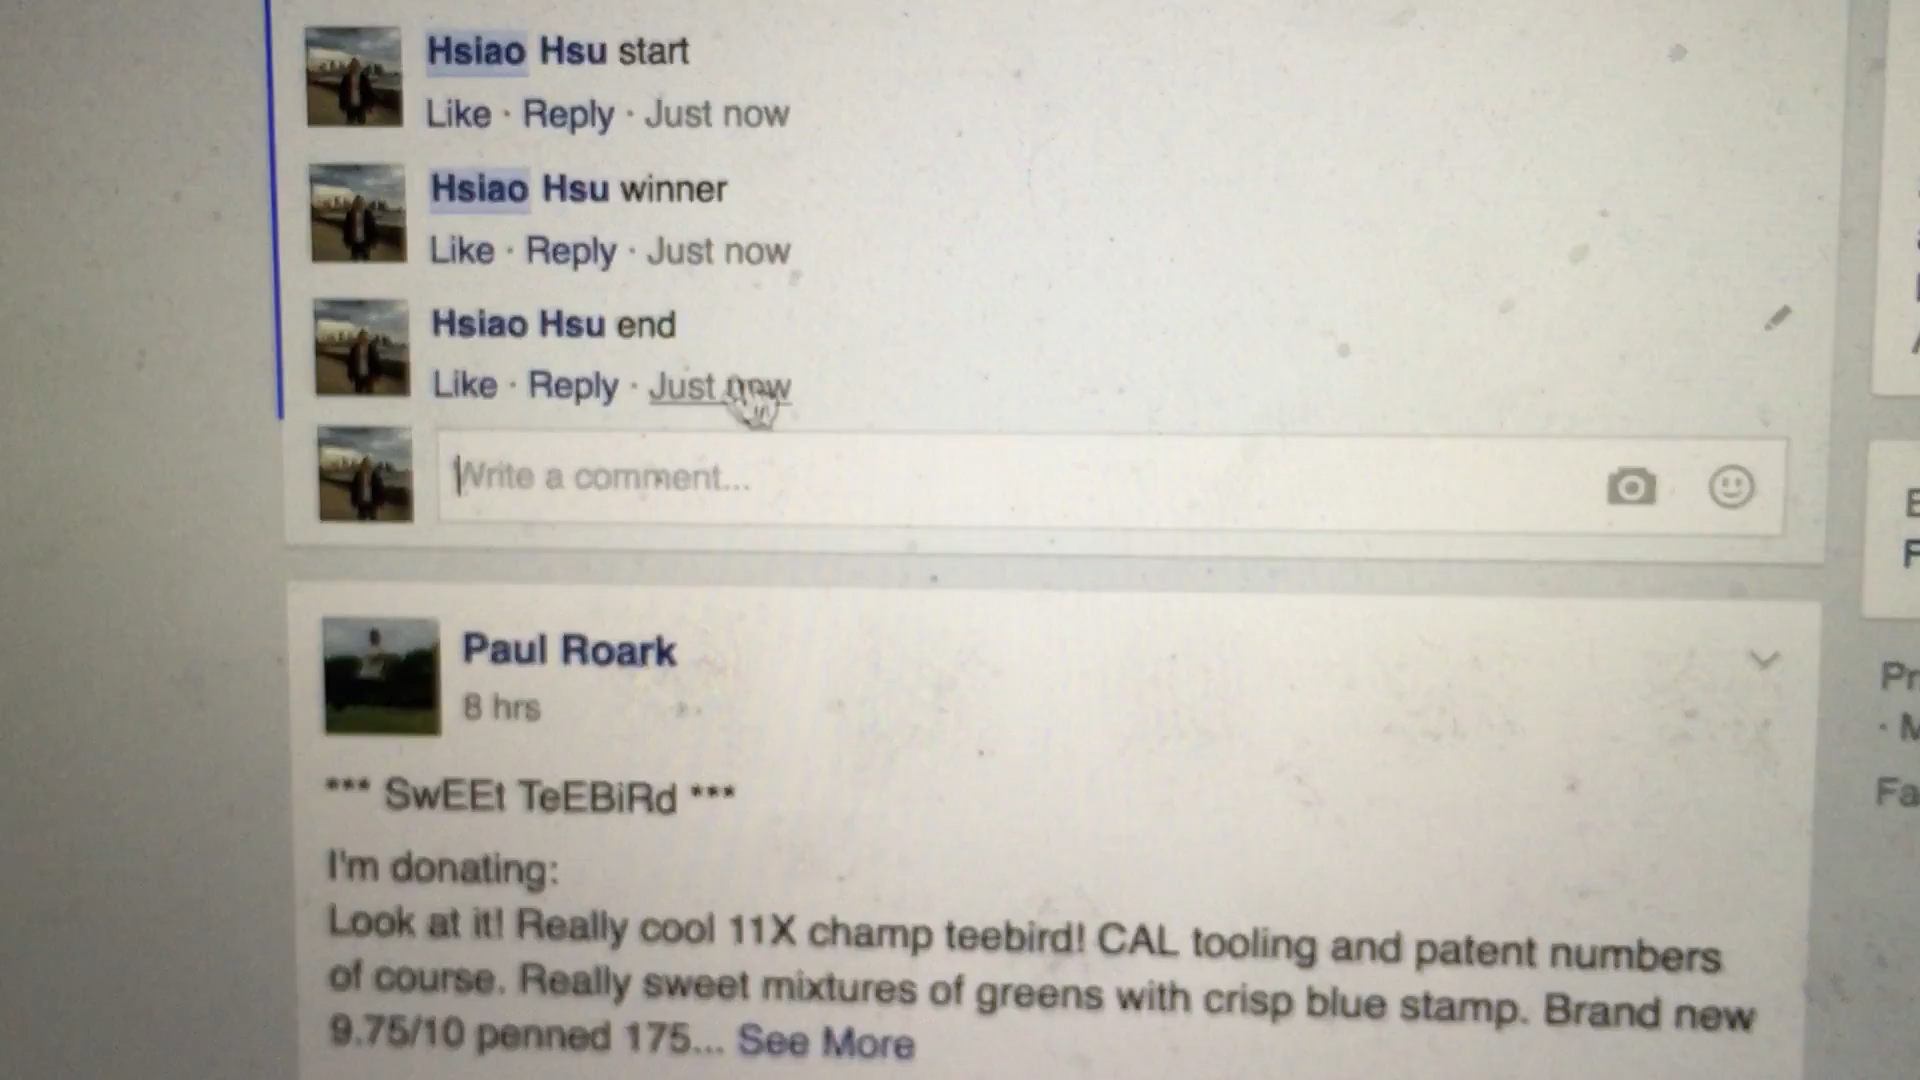 Hsiao Hsu start
Like · Reply · Just now
Hsiao Hsu winner
Like · Reply · Just now
Hsiao Hsu end
Like · Reply · Just now
Write a comment...
Paul Roark
8 hrs
*** SwEEt TeEBiRd ***
I'm donating:
Look at it! Really cool 11X champ teebird! CAL tooling and patent numbers
of course. Really sweet mixtures of greens with crisp blue stamp. Brand new
9.75/10 penned 175... See More